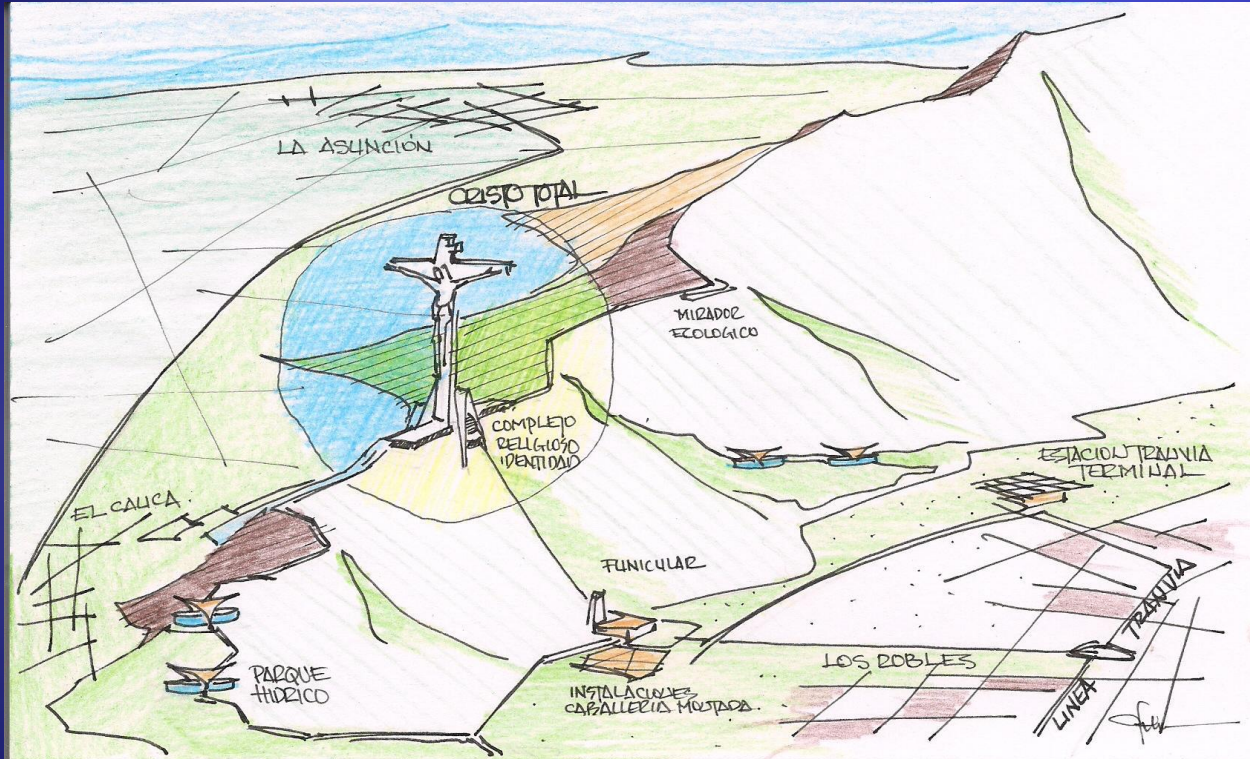 LA ASUNCIÓN
CRISTO TOTAL
MIRADOR
ECOLOGICO
COMPLEJO
RELIGIOSO
IDENTIDAD
ESTACION TRANVIA
TERMINAL
EL CAUCA
FUNICULAR
LINEA TRANVIA
LOS ROBLES
PARQUE
HIDRICO
INSTALACIONES
CABALLERIA MONTADA.